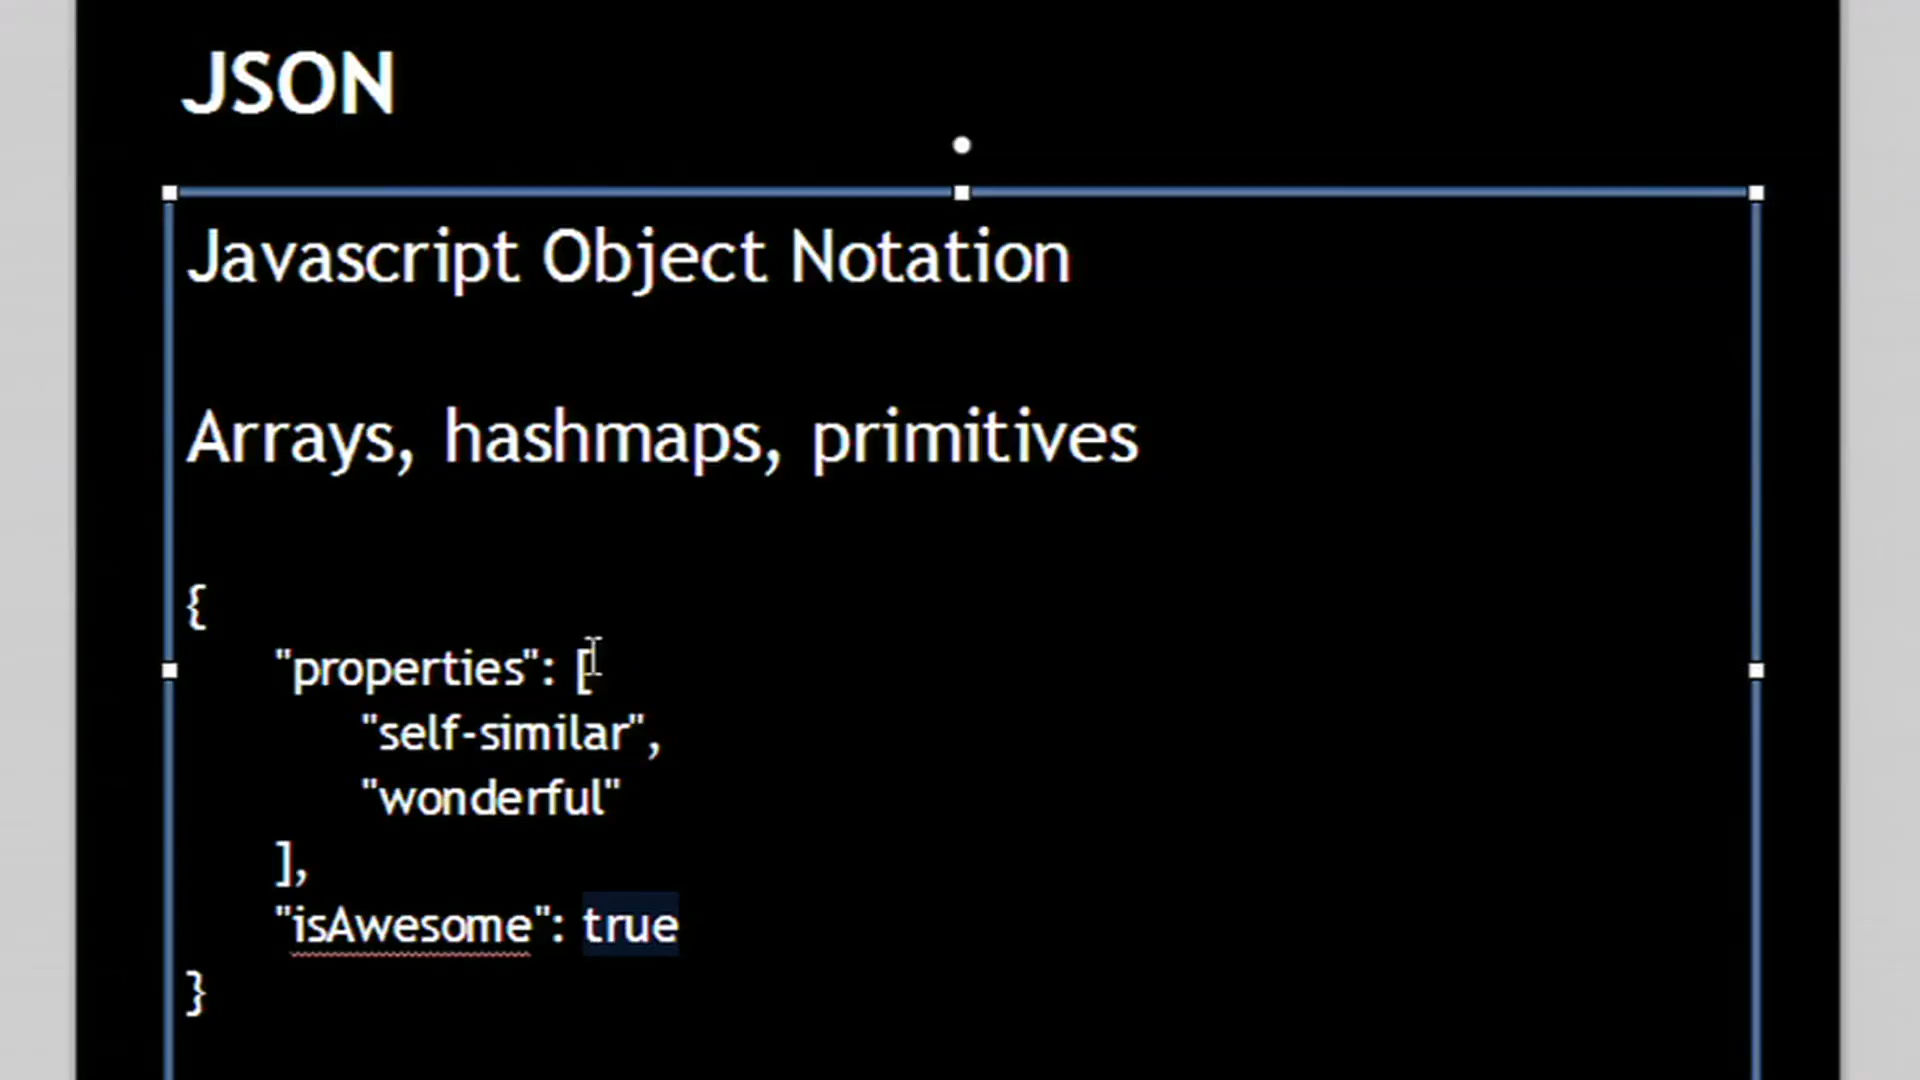 JSON
Javascript Object Notation
Arrays, hashmaps, primitives
{
"properties": [
"self-similar",
"wonderful"
],
"isAwesome": true
}